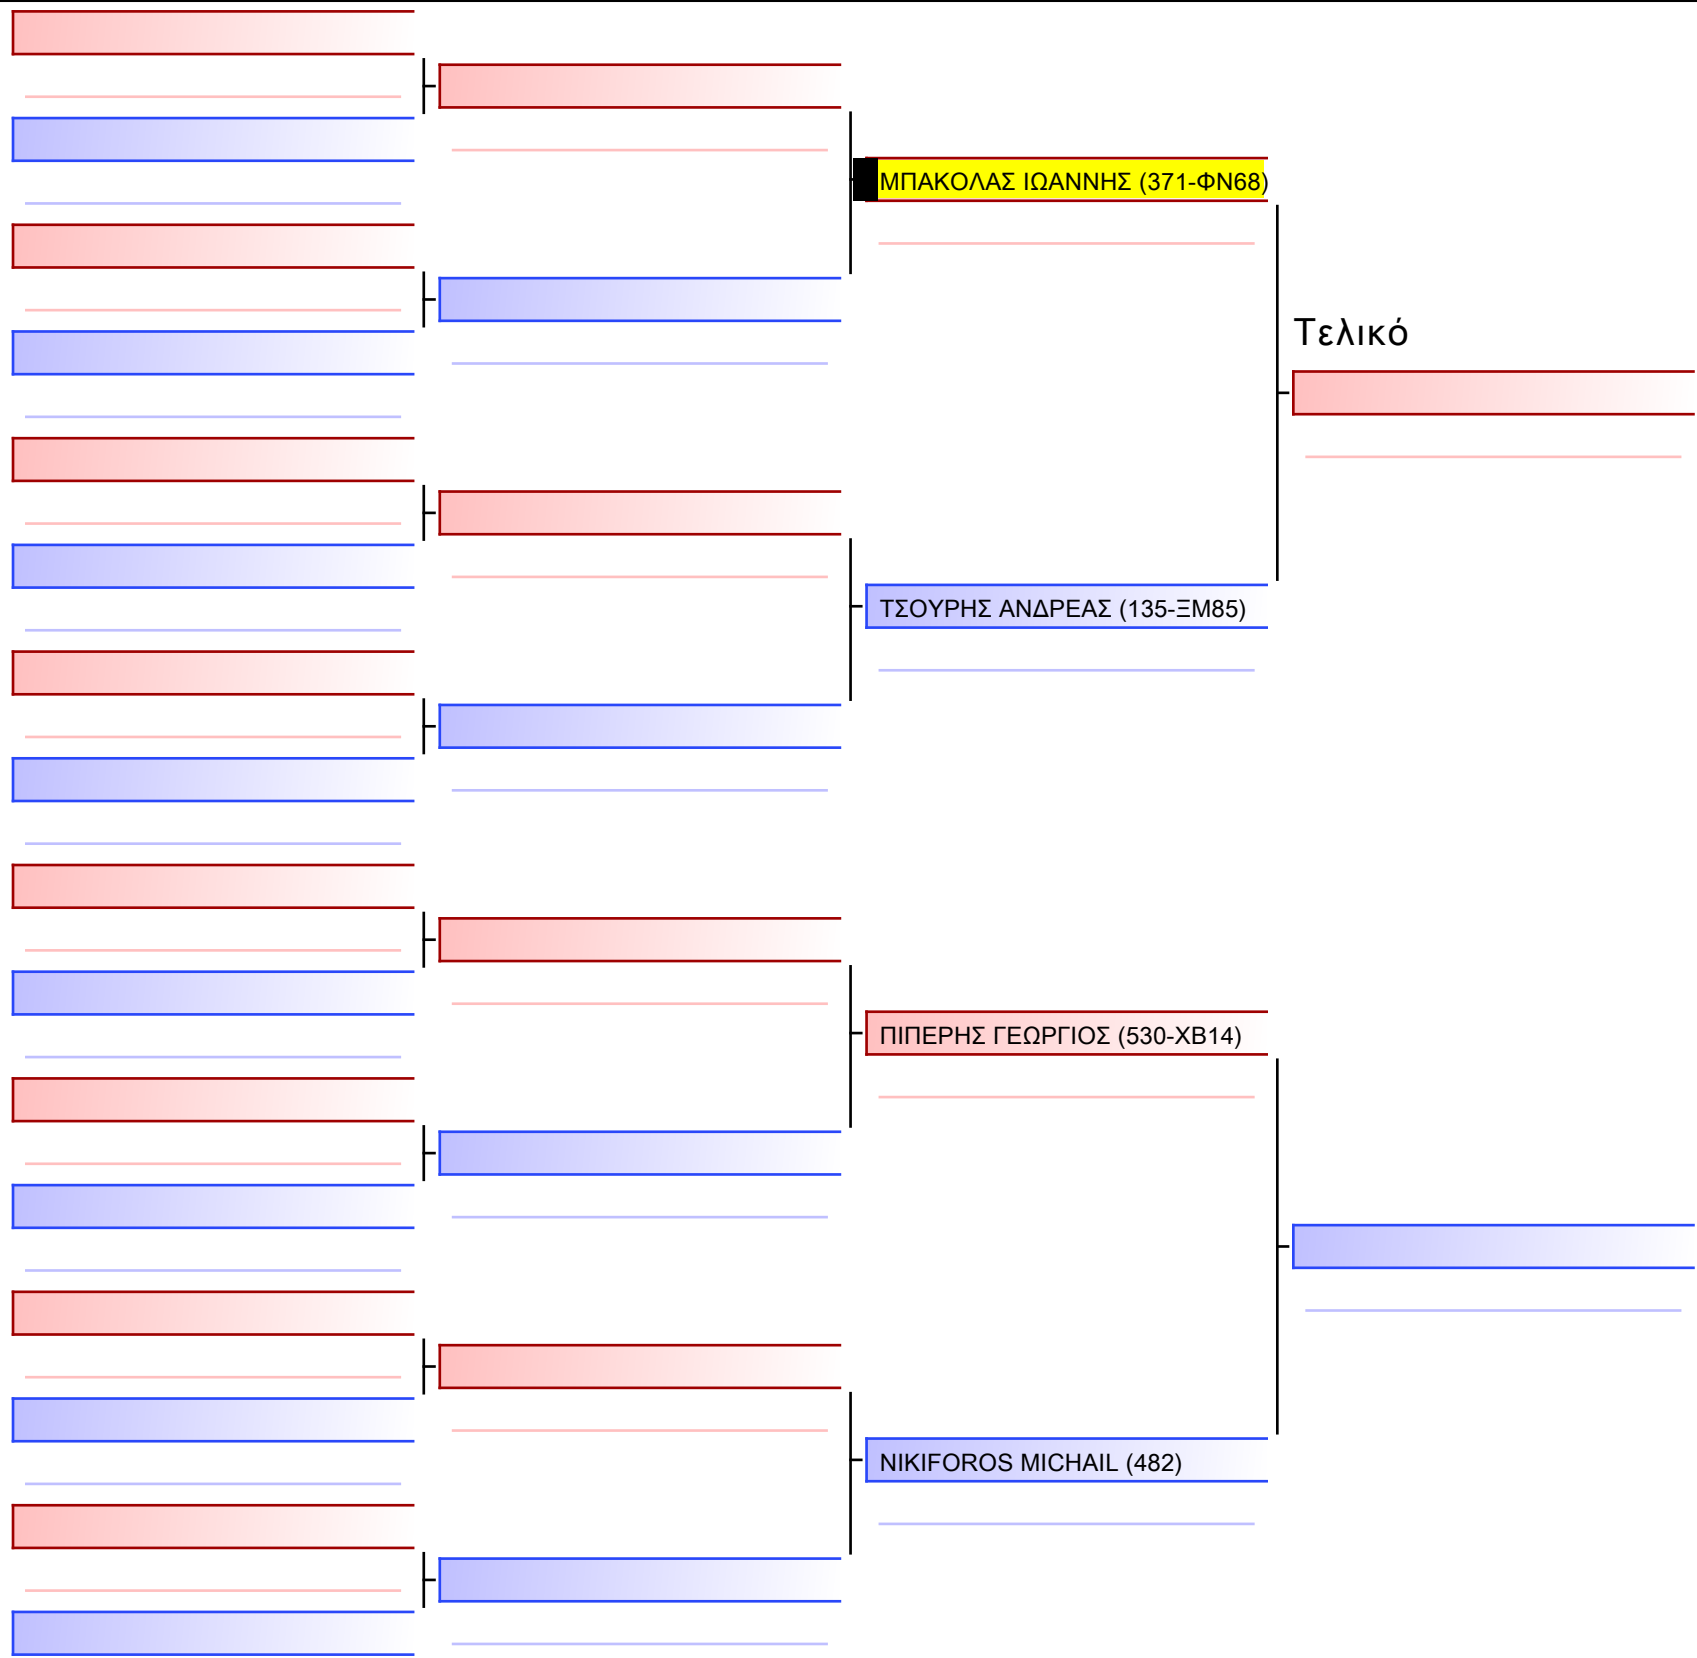 ΜΠΑΚΟΛΑΣ ΙΩΑΝΝΗΣ (371-ΦΝ68)
Τελικό
ΤΣΟΥΡΗΣ ΑΝΔΡΕΑΣ (135-ΞΜ85)
ΠΙΠΕΡΗΣ ΓΕΩΡΓΙΟΣ (530-ΧΒ14)
NIKIFOROS MICHAIL (482)